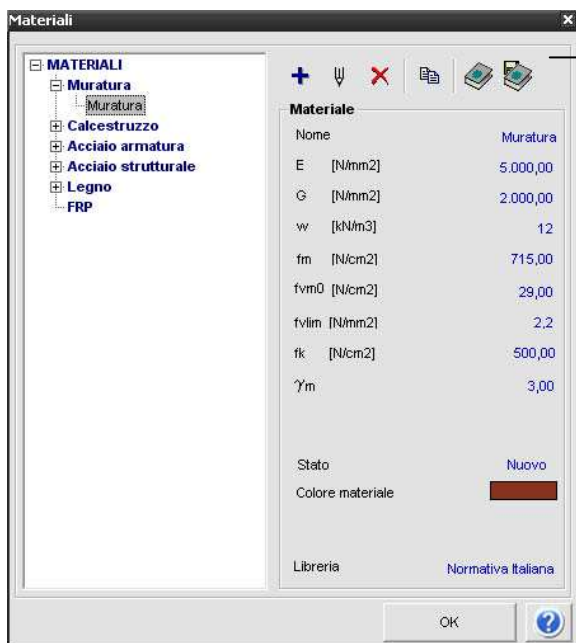 Materiali
MATERIALI
Muratura
Muratura
Calcestruzzo
Acciaio armatura
Acciaio strutturale
Legno
FRP
Materiale
Nome Muratura
E [N/mm2] 5.000,00
G [N/mm2] 2.000,00
w [kN/m3] 12
fm [N/cm2] 715,00
fvm0 [N/cm2] 29,00
fvlim [N/mm2] 2,2
fk [N/cm2] 500,00
γm 3,00
Stato Nuovo
Colore materiale
Libreria Normativa Italiana
OK